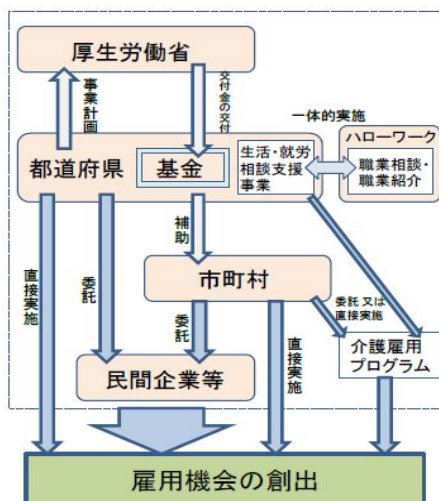 厚生労働省
事業計画
交付金の交付
一体的実施
都道府県
基金
生活・就労
相談支援
事業
ハローワーク
職業相談・
職業紹介
直接実施
委託
補助
市町村
委託
直接実施
委託又は
直接実施
介護雇用
プログラム
民間企業等
雇用機会の創出